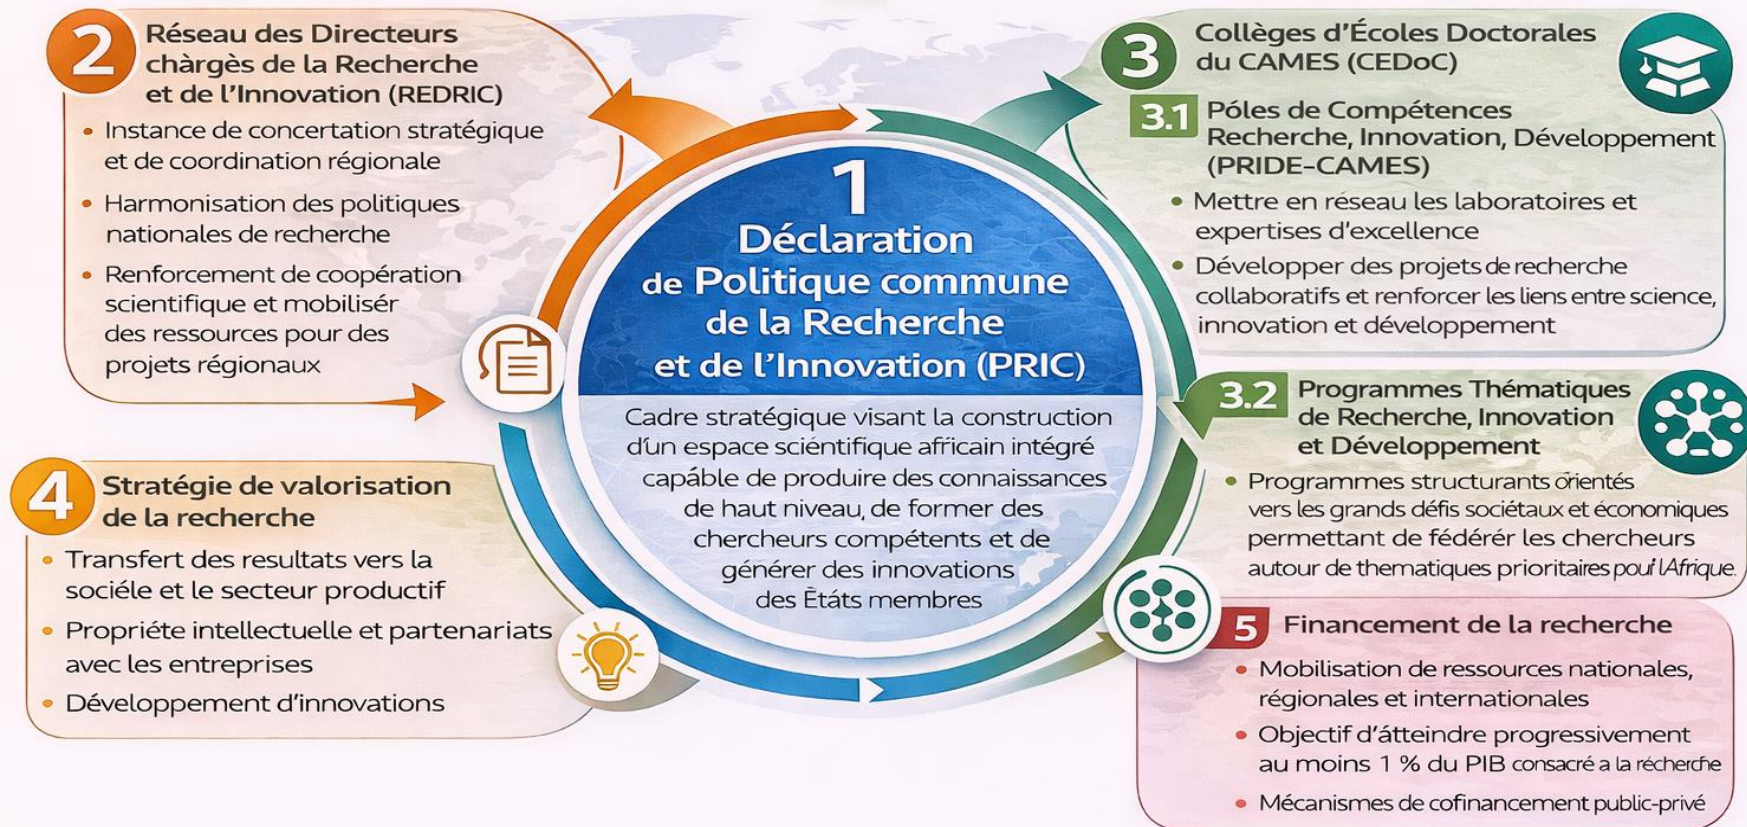 1
Déclaration
de Politique commune
de la Recherche
et de l'Innovation (PRIC)
Cadre stratégique visant la construction
d'un espace sciéntifique africain intégré
capáble de produire des connaissances
de haut niveau, de former des
chercheurs compétents et de
générer des innovations
des Ètáts membres
2
Réseau des Directeurs
chàrgès de la Recherche
et de l'Innovation (REDRIC)
• Instance de concertation stratégique
et de coordination régionale
• Harmonisation des politiques
nationales de recherche
• Renforcement de coopération
scientifique et mobilisér
des ressources pour des
projets régionaux
3
Collèges d'Écoles Doctorales
du CAMES (CEDoC)
3.1
Póles de Compétences
Recherche, Innovation, Développement
(PRIDE-CAMES)
• Mettre en réseau les laboratoires et
expertises d'excellence
• Développer des projets de recherche
collaboratifs et renforcer les liens entre science,
innovation et développement
3.2
Programmes Thématiques
de Recherche, Innovation
et Développement
• Programmes structurants orientés
vers les grands défis sociétaux et économiques
permettant de fédérér les chercheurs
autour de thematiques prioritaires pour lAfrique.
4
Stratégie de valorisation
de la recherche
• Transfert des resultats vers la
sociéle et le secteur productif
• Propriéte intellectuelle et partenariats
avec les entreprises
• Développement d'innovations
5
Financement de la recherche
• Mobilisation de ressources nationales,
régionales et internationales
• Objectif d'átteindre progressivement
au moins 1 % du PIB consacré a la récherche
• Mécanismes de cofinancement public-privé